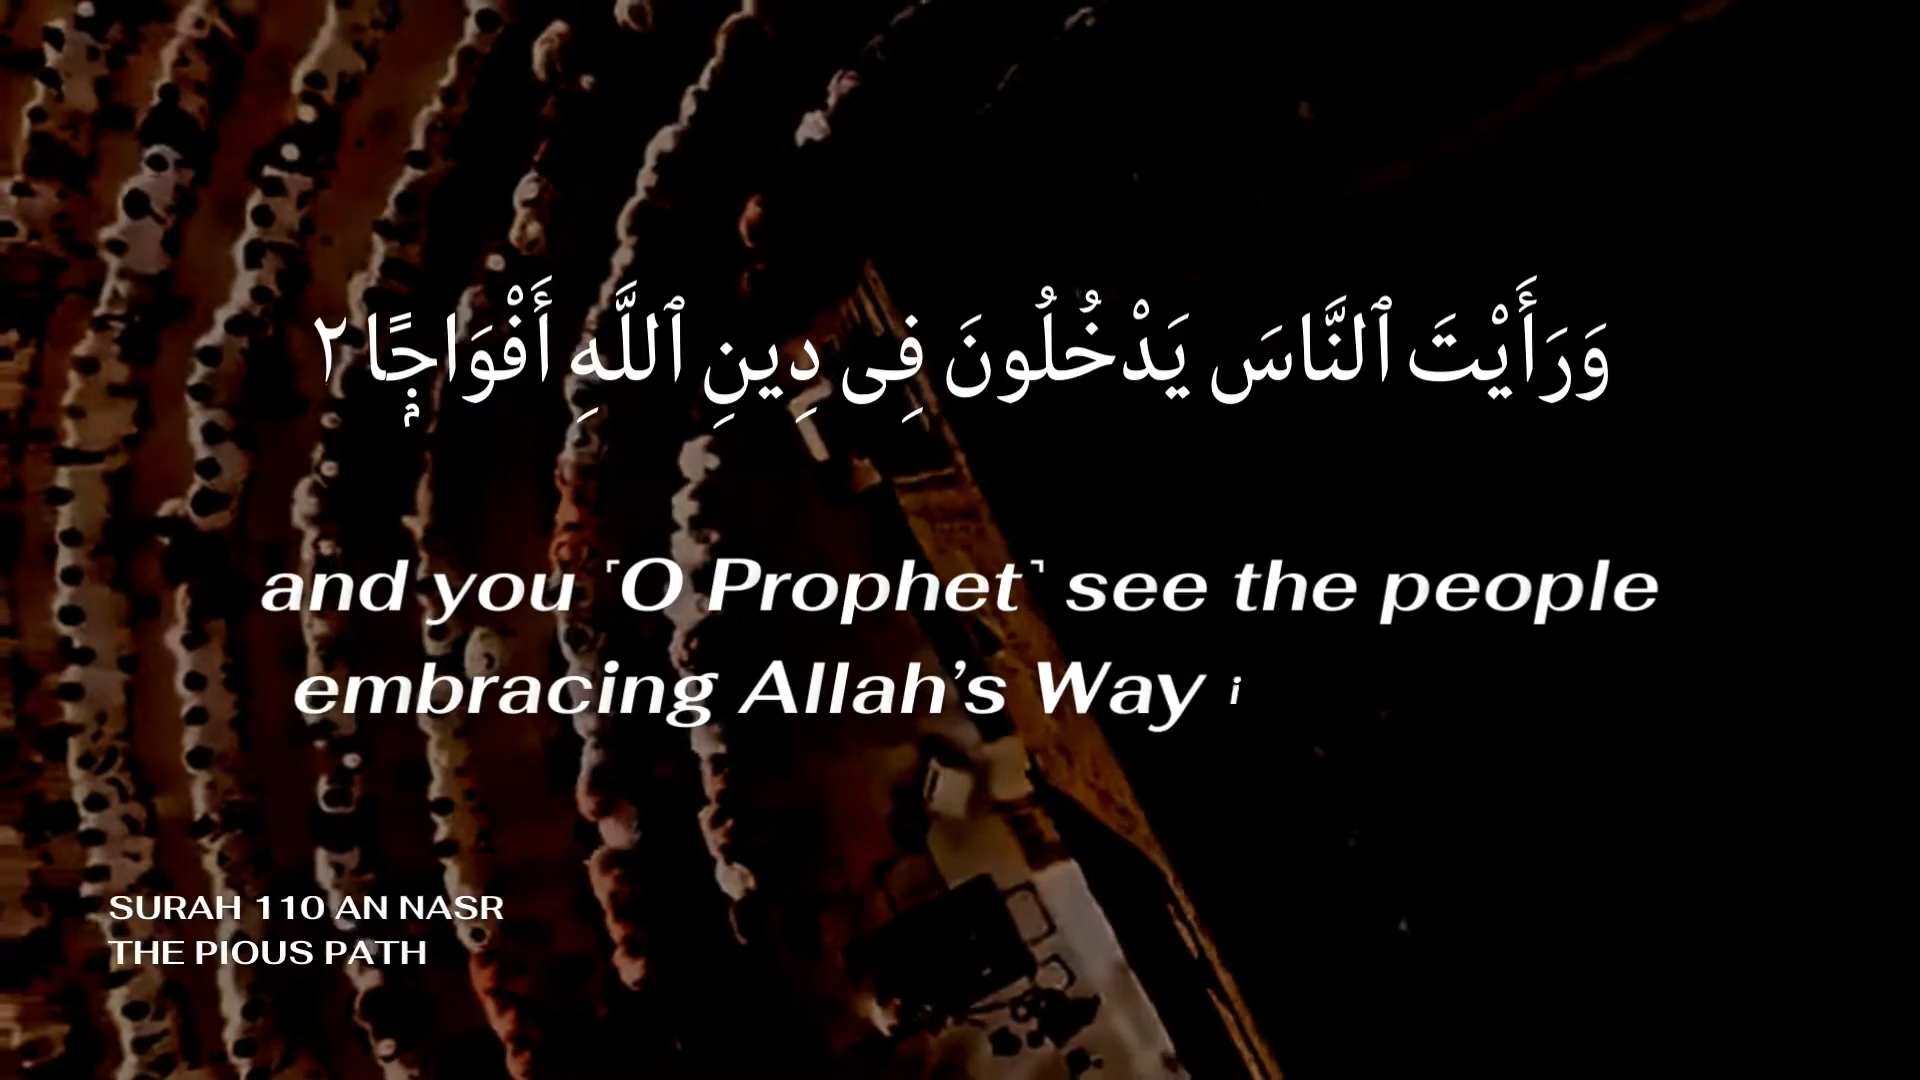 وَرَأَيْتَ ٱلنَّاسَ يَدْخُلُونَ فِى دِينِ ٱللَّهِ أَفْوَاجًۭا ٢
and you ˹O Prophet˺ see the people
embracing Allah’s Way i
SURAH 110 AN NASR
THE PIOUS PATH